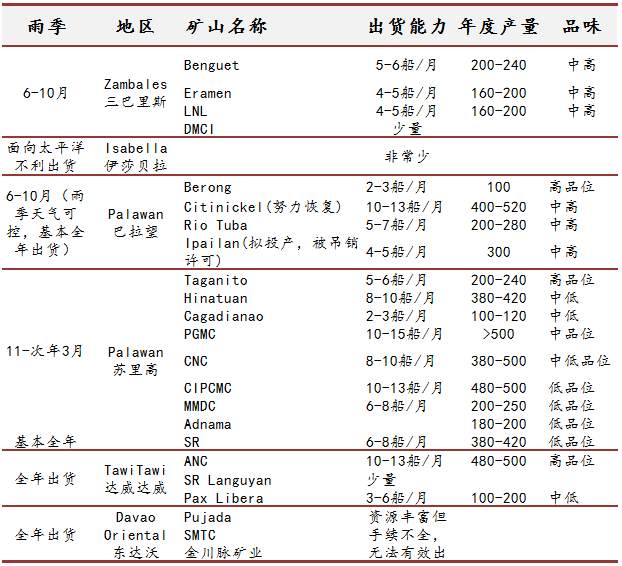 雨季 地区 矿山名称 出货能力 年度产量 品味
6-10月 Zambales 三巴里斯 Benguet 5-6船/月 200-240 中高
Eramen 4-5船/月 160-200 中高
LNL 4-5船/月 160-200 中高
DMCI 少量
面向太平洋 Isabella
不利出货 伊莎贝拉 非常少
6-10月（雨 Berong 2-3船/月 100 高品位
季天气可 Palawan Citinickel(努力恢复) 10-13船/月 400-520 中高
控，基本全 巴拉望 Rio Tuba 5-7船/月 200-280 中高
年出货） Ipailan(拟投产，被吊销
许可) 4-5船/月 300 中高
11-次年3月 Palawan 苏里高 Taganito 5-6船/月 200-240 高品位
Hinatuan 8-10船/月 380-420 中低
Cagadianao 2-3船/月 100-120 中低
PGMC 10-15船/月 >500 中品位
CNC 8-10船/月 380-500 中低品位
CIPCMC 10-13船/月 480-500 低品位
MMDC 6-8船/月 200-250 低品位
Adnama 180-200 低品位
基本全年 SR 6-8船/月 380-420 低品位
全年出货 TawiTawi 达威达威 ANC 10-13船/月 480-500 高品位
SR Languyan 少量
Pax Libera 3-6船/月 100-200 中低
Davao Pujada 资源丰富但
全年出货 Oriental SMTC 手续不全，
东达沃 金川脉矿业 无法有效出